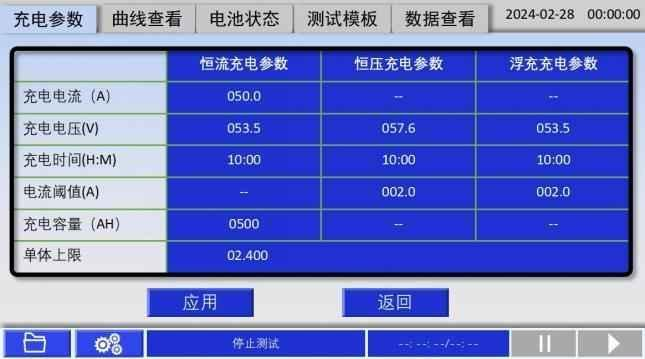 充电参数 曲线查看 电池状态 测试模板 数据查看 2024-02-28 00:00:00
恒流充电参数 恒压充电参数 浮充充电参数
充电电流（A） 050.0 -- --
充电电压(V) 053.5 057.6 053.5
充电时间(H:M) 10:00 10:00 10:00
电流阈值(A) -- 002.0 002.0
充电容量（AH） 0500 -- --
单体上限 02.400
应用 返回
停止测试 --: --: --/--: --